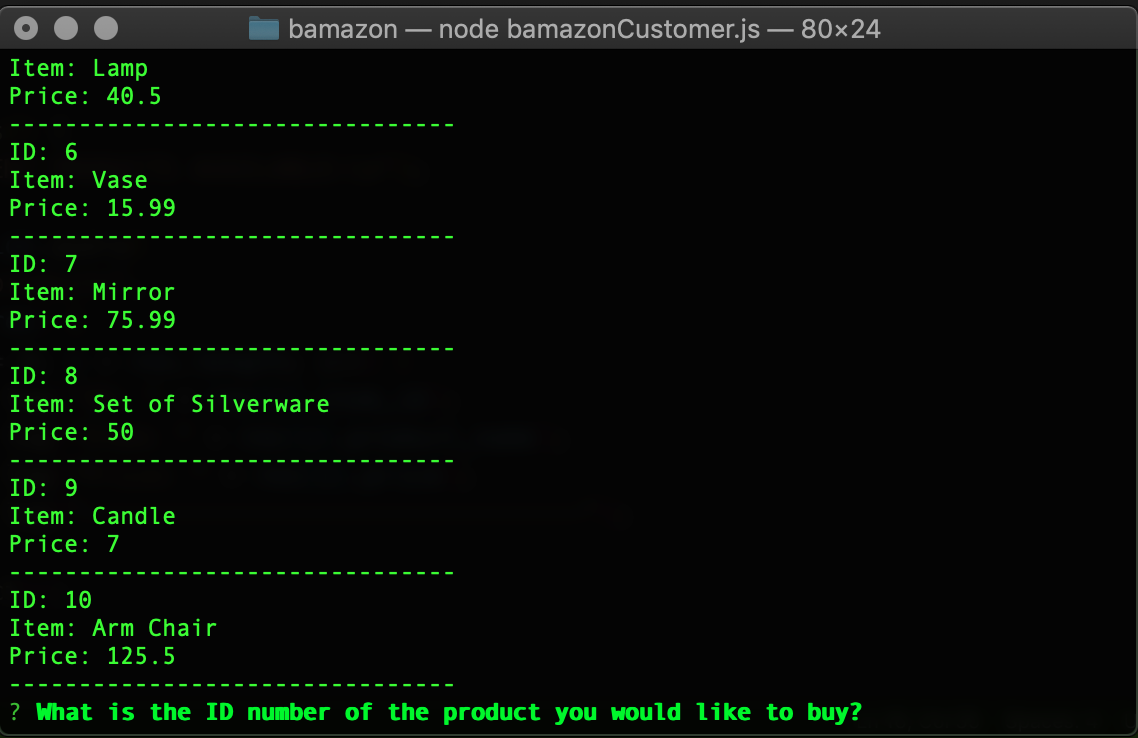 bamazon — node bamazonCustomer.js — 80×24
Item: Lamp
Price: 40.5
--------------------------------
ID: 6
Item: Vase
Price: 15.99
--------------------------------
ID: 7
Item: Mirror
Price: 75.99
--------------------------------
ID: 8
Item: Set of Silverware
Price: 50
--------------------------------
ID: 9
Item: Candle
Price: 7
--------------------------------
ID: 10
Item: Arm Chair
Price: 125.5
--------------------------------
? What is the ID number of the product you would like to buy?